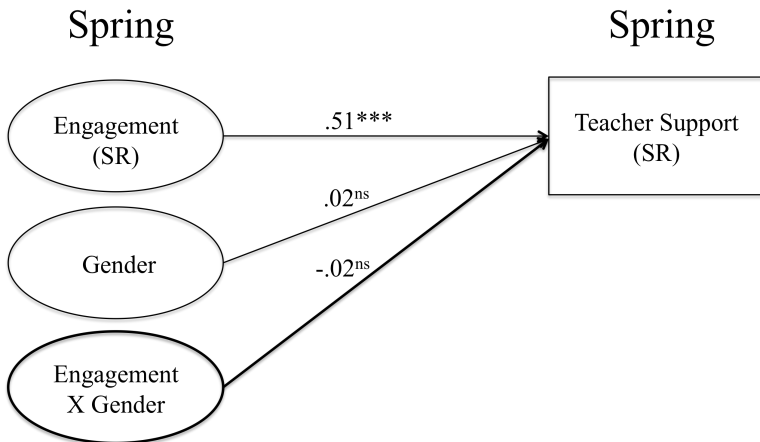 Spring
Spring
Engagement
(SR)
.51***
Teacher Support
(SR)
.02ns
Gender
-.02ns
Engagement
X Gender